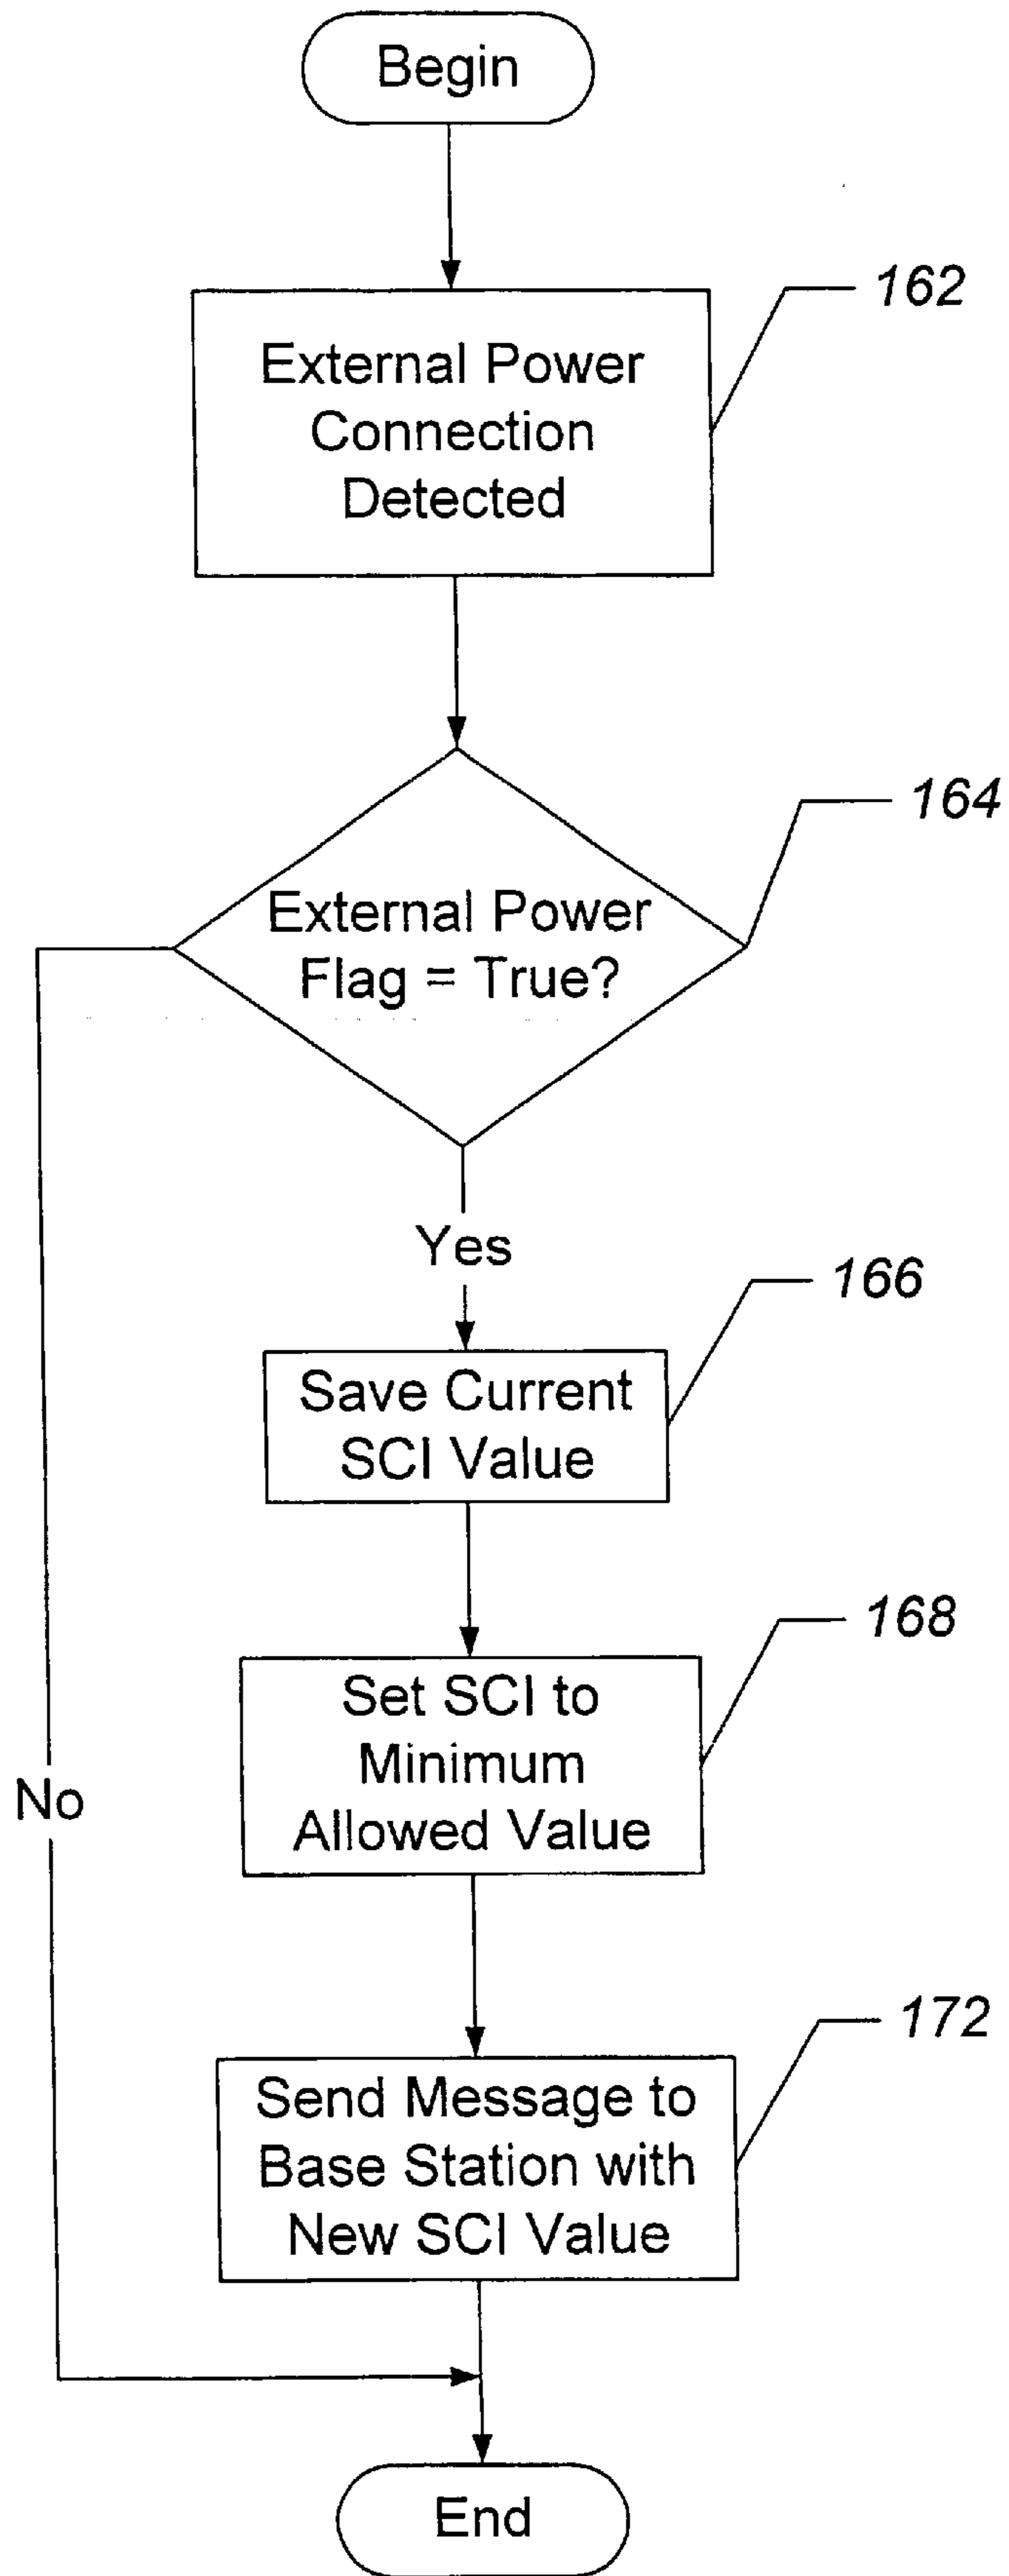 Begin
162
External Power
Connection
Detected
164
External Power
Flag = True?
Yes
166
Save Current
SCI Value
168
Set SCI to
Minimum
Allowed Value
No
172
Send Message to
Base Station with
New SCI Value
End